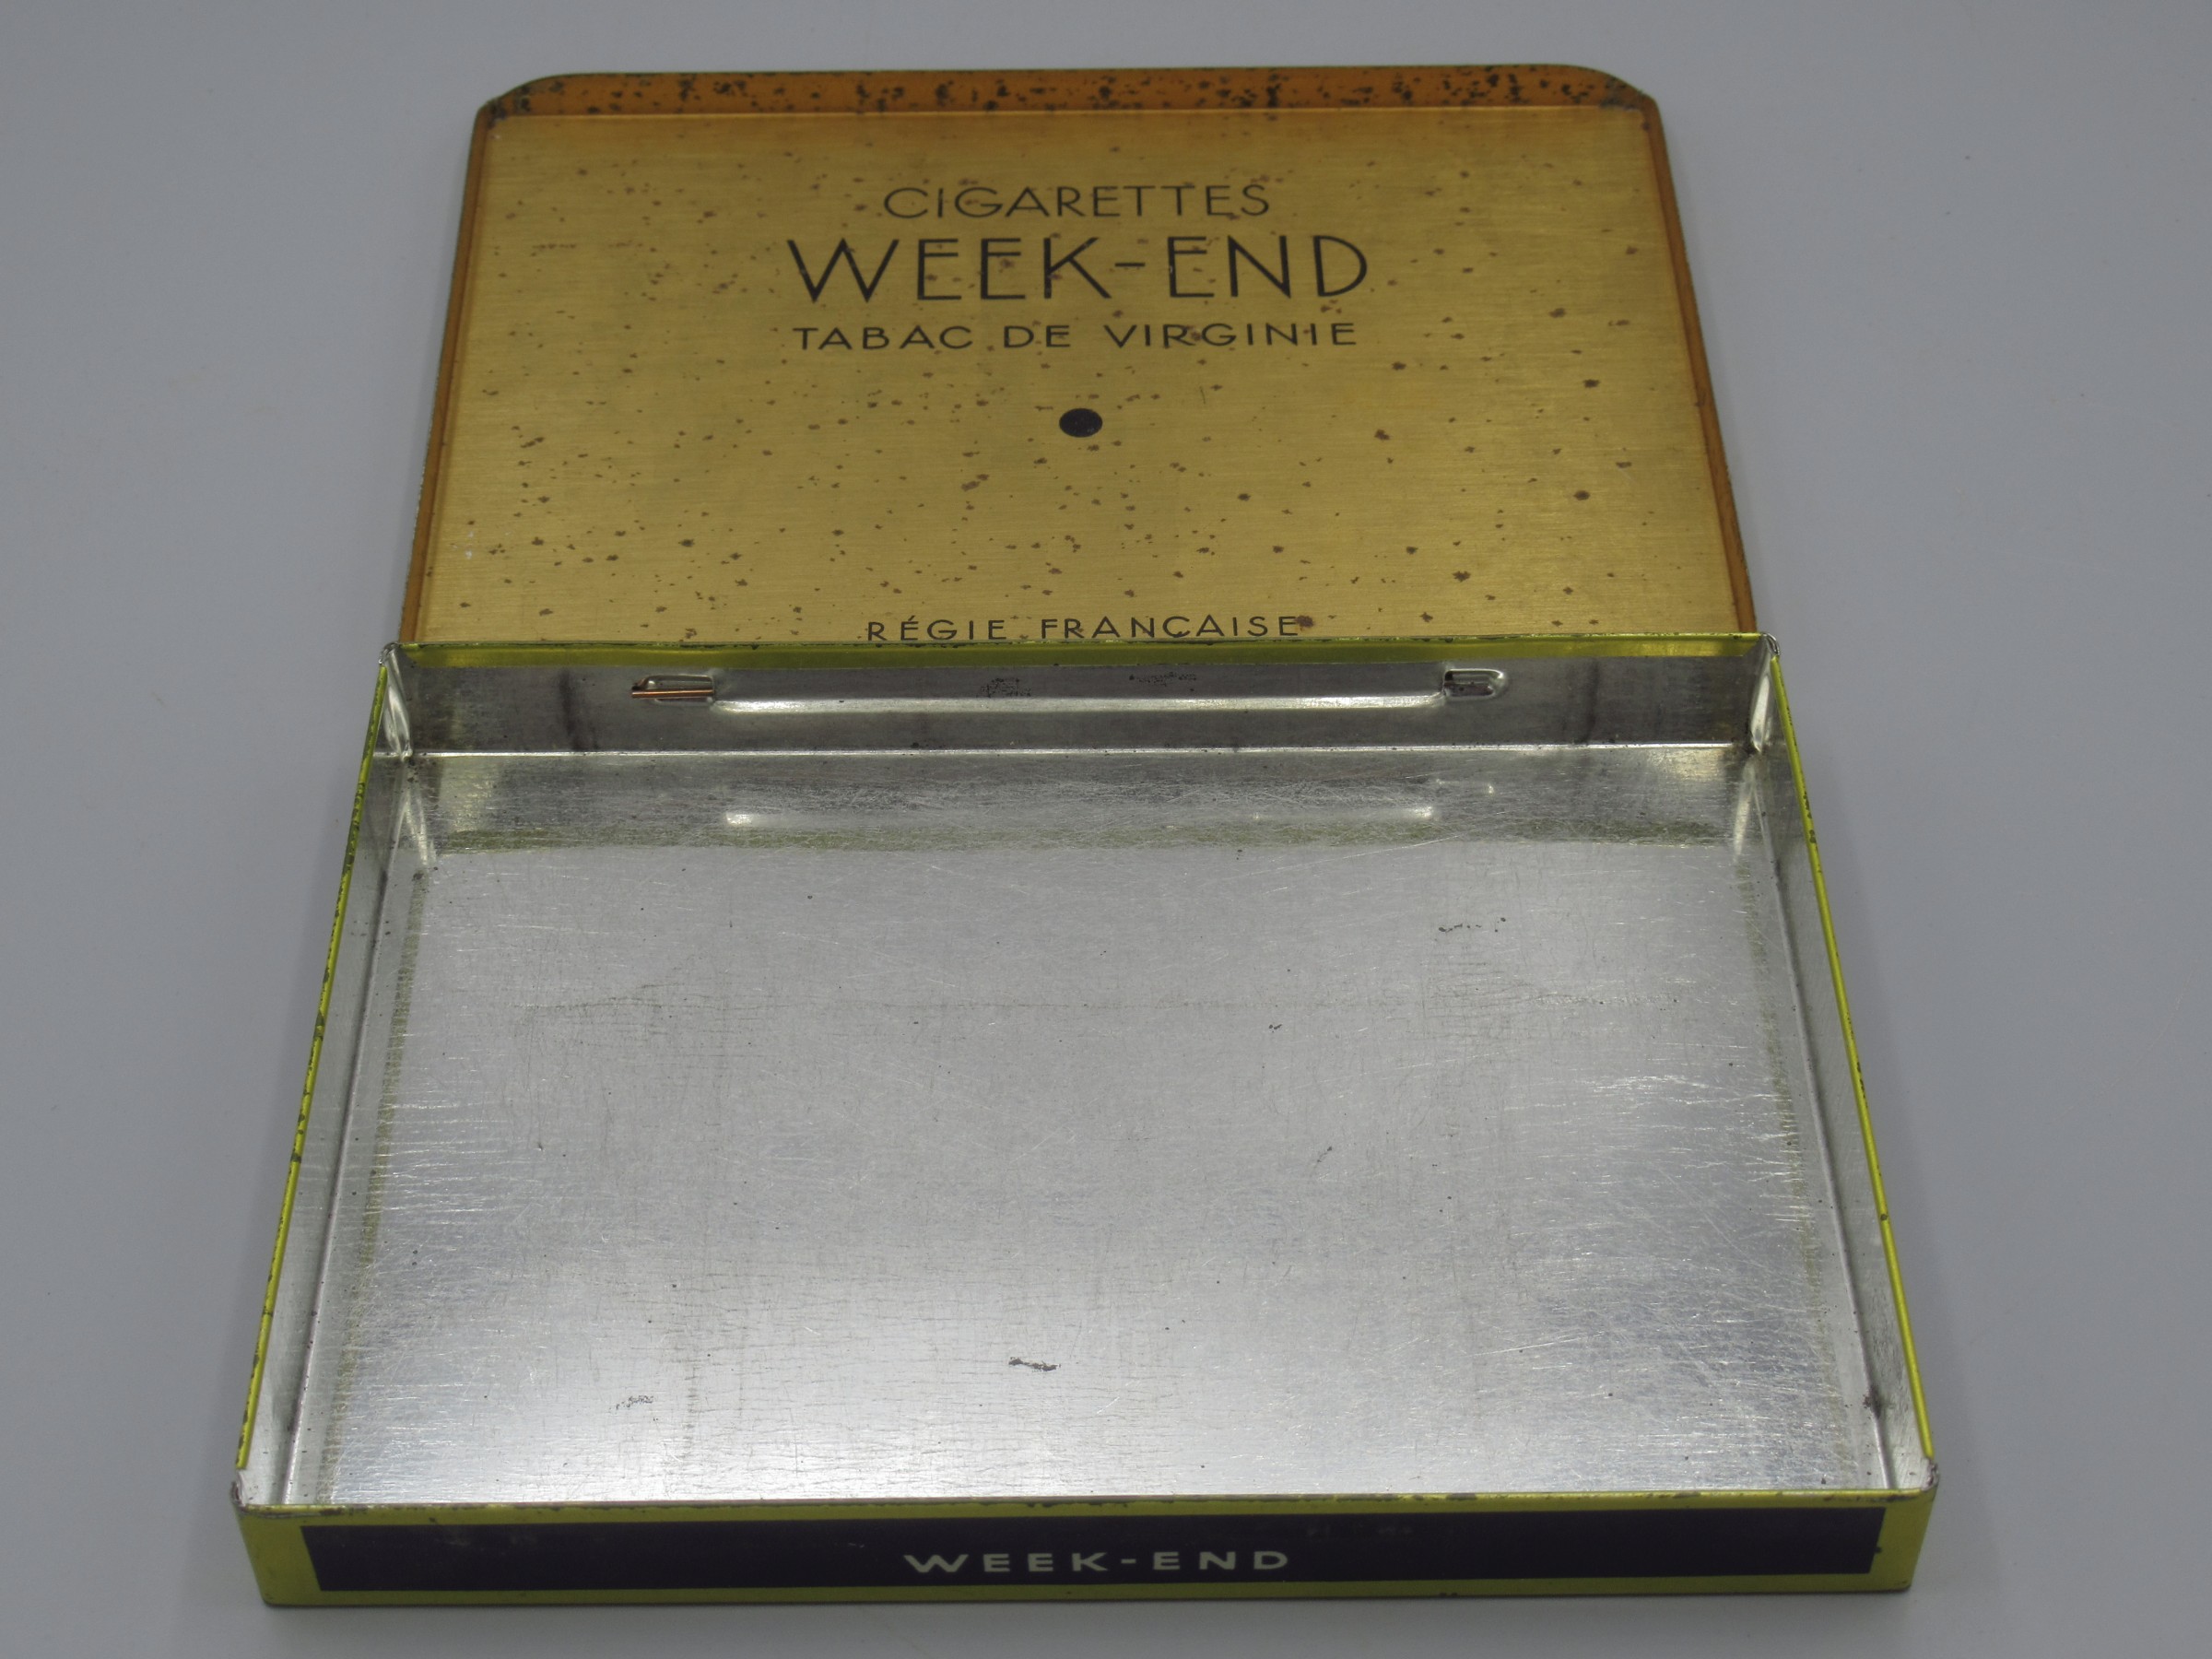 CIGARETTES
WEEK-END
TABAC DE VIRGINIE
RÉGIE FRANÇAISE
WEEK-END